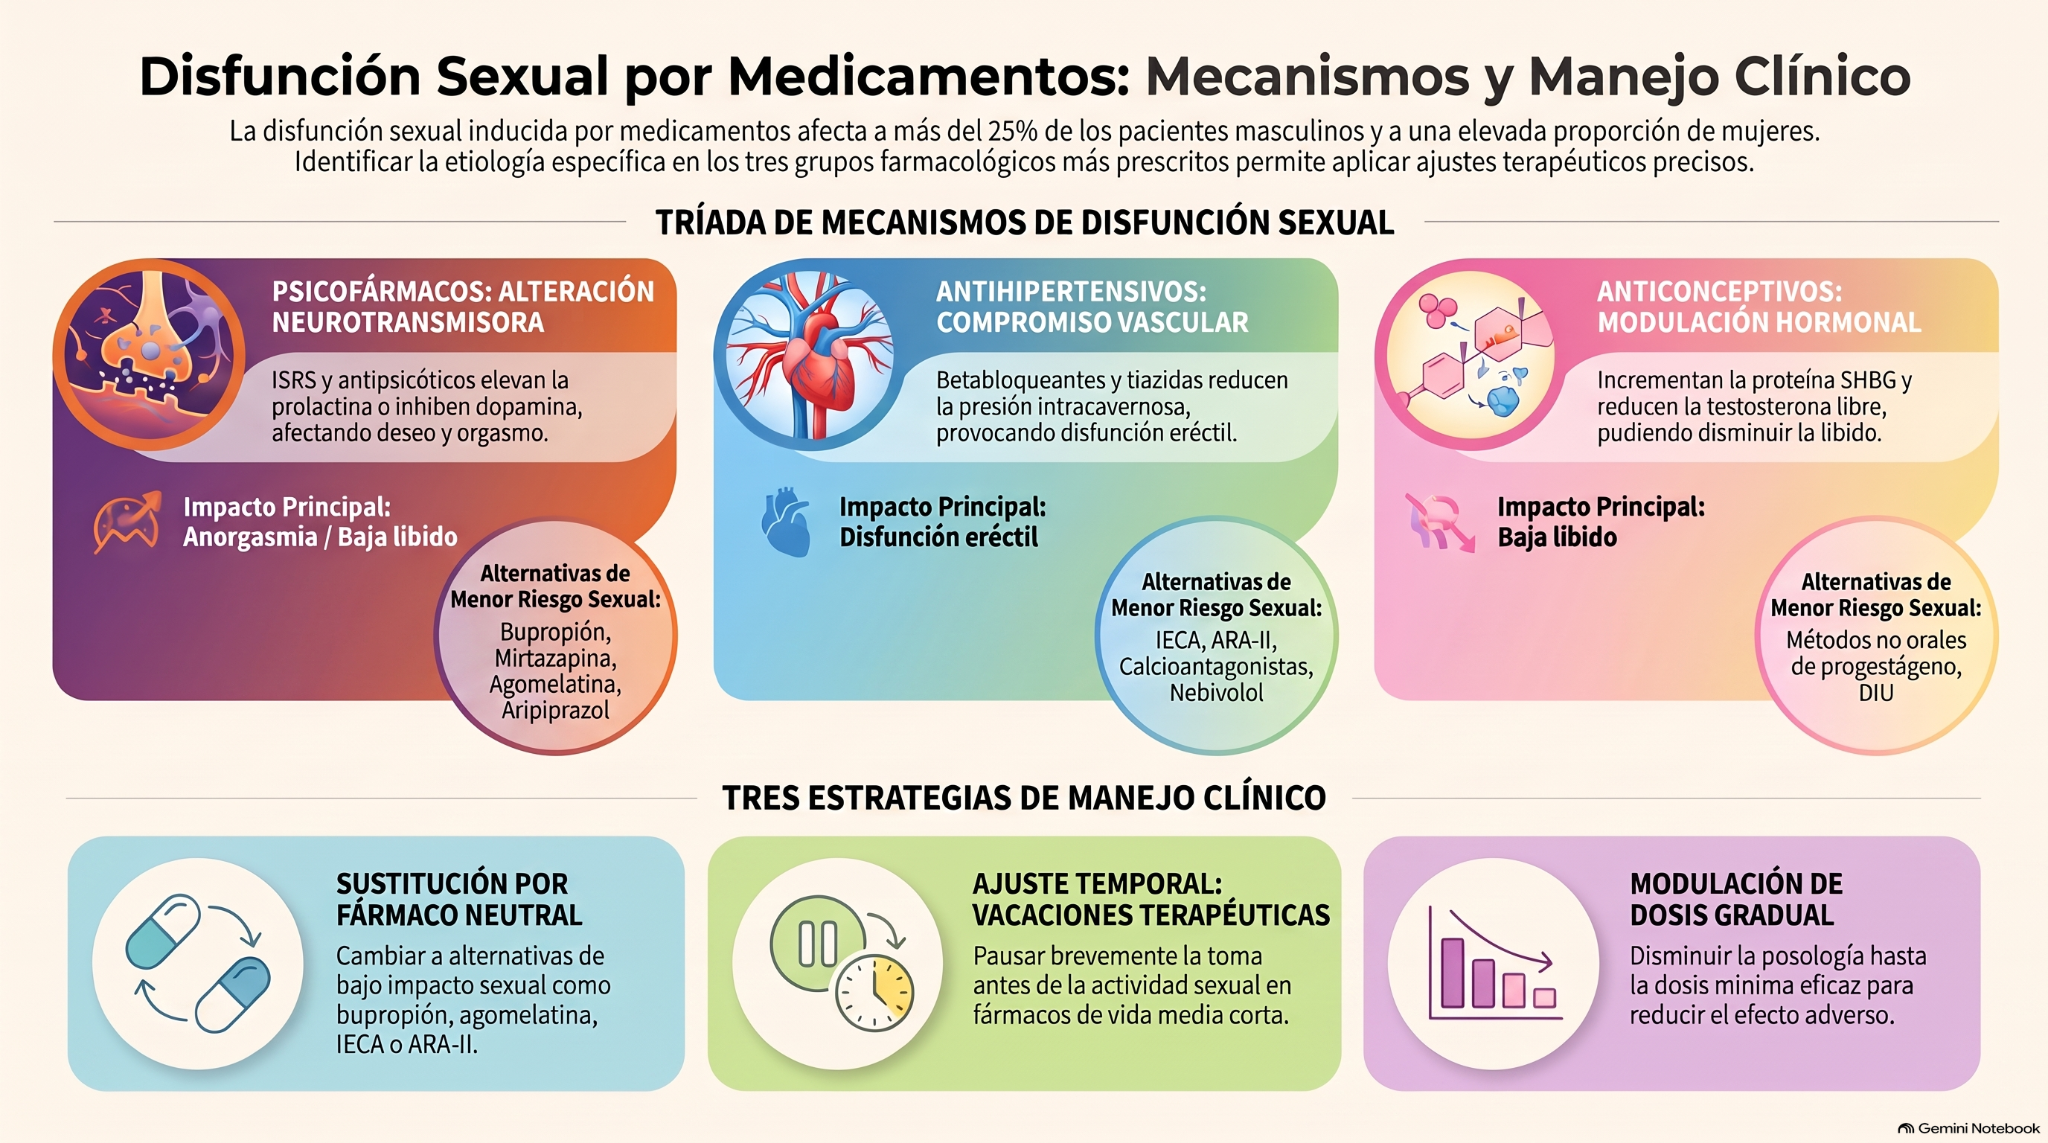 Disfunción Sexual por Medicamentos: Mecanismos y Manejo Clínico
La disfunción sexual inducida por medicamentos afecta a más del 25% de los pacientes masculinos y a una elevada proporción de mujeres.
Identificar la etiología específica en los tres grupos farmacológicos más prescritos permite aplicar ajustes terapéuticos precisos.
TRÍADA DE MECANISMOS DE DISFUNCIÓN SEXUAL
PSICOFÁRMACOS: ALTERACIÓN
NEUROTRANSMISORA
ISRS y antipsicóticos elevan la
prolactina o inhiben dopamina,
afectando deseo y orgasmo.
Impacto Principal:
Anorgasmia / Baja libido
Alternativas de
Menor Riesgo Sexual:
Bupropión,
Mirtazapina,
Agomelatina,
Aripiprazol
ANTIHIPERTENSIVOS:
COMPROMISO VASCULAR
Betabloqueantes y tiazidas reducen
la presión intracavernosa,
provocando disfunción eréctil.
Impacto Principal:
Disfunción eréctil
Alternativas de
Menor Riesgo Sexual:
IECA, ARA-II,
Calcioantagonistas,
Nebivolol
ANTICONCEPTIVOS:
MODULACIÓN HORMONAL
Incrementan la proteína SHBG y
reducen la testosterona libre,
pudiendo disminuir la libido.
Impacto Principal:
Baja libido
Alternativas de
Menor Riesgo Sexual:
Métodos no orales
de progestágeno,
DIU
TRES ESTRATEGIAS DE MANEJO CLÍNICO
SUSTITUCIÓN POR
FÁRMACO NEUTRAL
Cambiar a alternativas de
bajo impacto sexual como
bupropión, agomelatina,
IECA o ARA-II.
AJUSTE TEMPORAL:
VACACIONES TERAPÉUTICAS
Pausar brevemente la toma
antes de la actividad sexual en
fármacos de vida media corta.
MODULACIÓN DE
DOSIS GRADUAL
Disminuir la posología hasta
la dosis minima eficaz para
reducir el efecto adverso.
Gemini Notebook